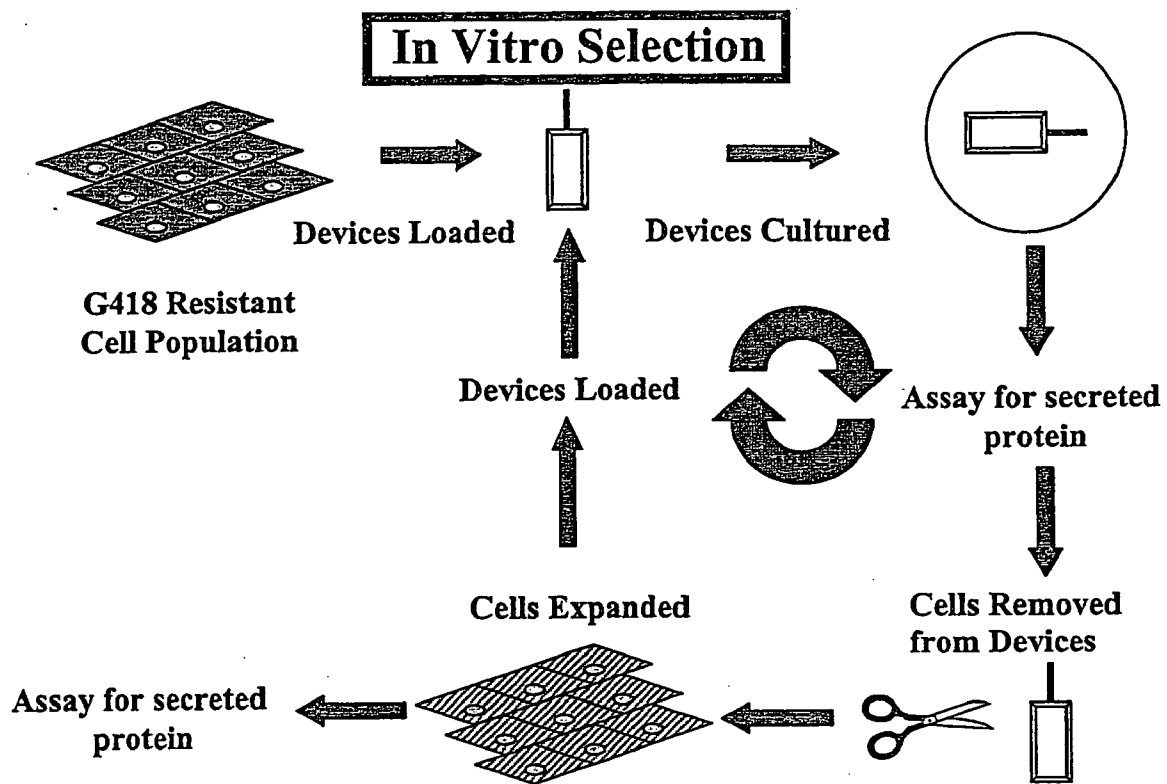 In Vitro Selection
Devices Loaded
Devices Cultured
G418 Resistant
Cell Population
Devices Loaded
Assay for secreted
protein
Cells Expanded
Cells Removed
from Devices
Assay for secreted
protein